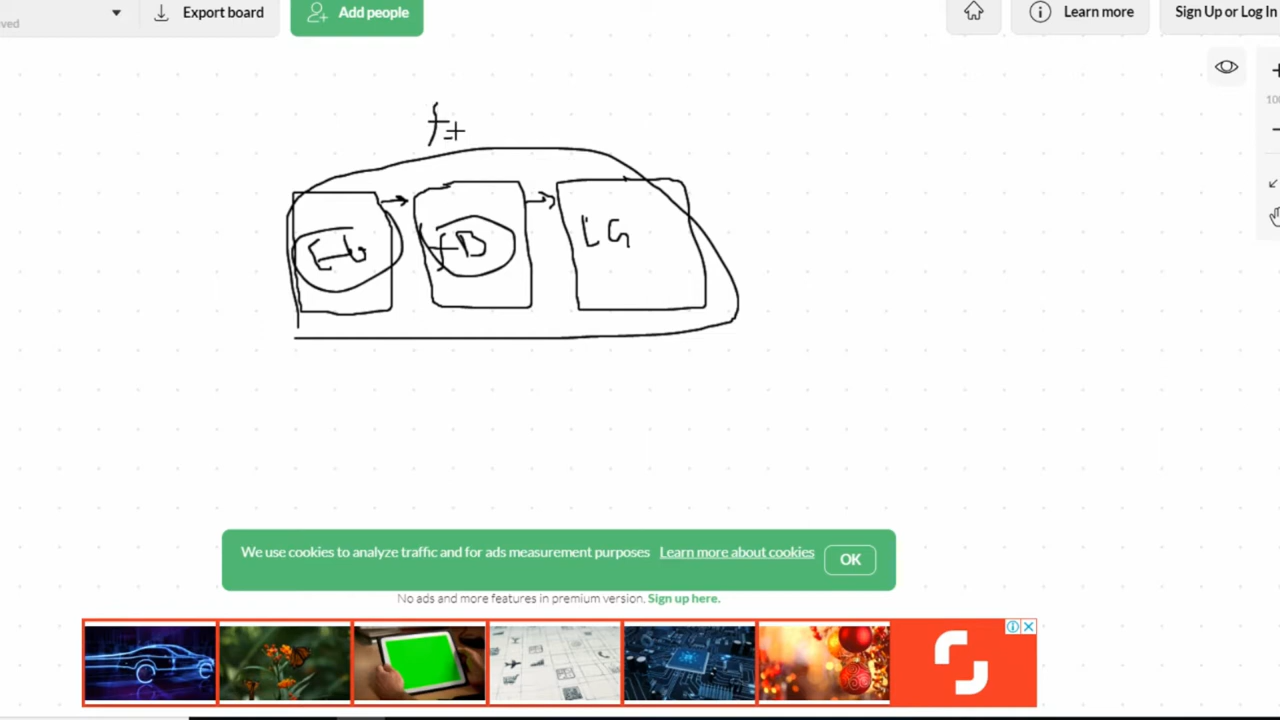 ved
Export board
Add people
Learn more
Sign Up or Log In
LG
We use cookies to analyze traffic and for ads measurement purposes Learn more about cookies OK
No ads and more features in premium version. Sign up here.